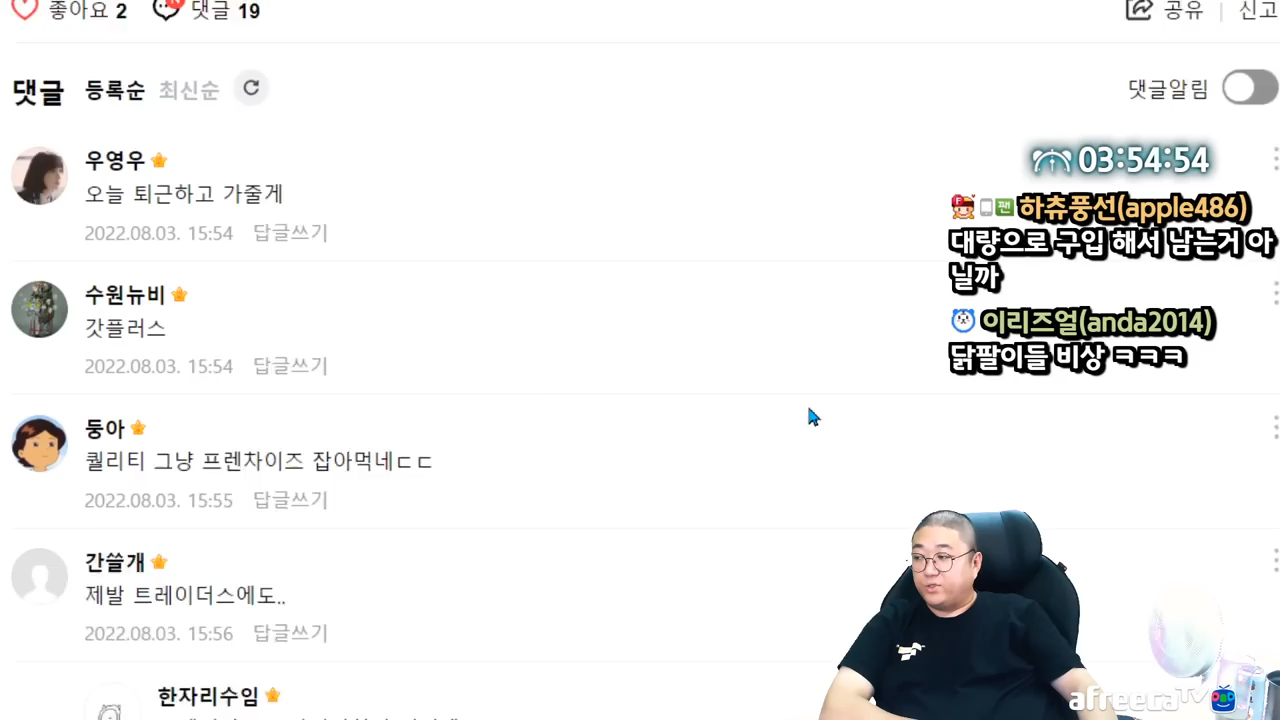 좋아요 2 댓글 19 공유 | 신고
댓글 등록순 최신순 댓글알림
우영우
오늘 퇴근하고 가줄게
2022.08.03. 15:54 답글쓰기
03:54:54
하츄풍선(apple486)
대량으로 구입 해서 남는거 아
닐까
이리즈얼(anda2014)
닭팔이들 비상 ㅋㅋㅋ
수원뉴비
갓플러스
2022.08.03. 15:54 답글쓰기
둥아
퀄리티 그냥 프렌차이즈 잡아먹네ㄷㄷ
2022.08.03. 15:55 답글쓰기
간쓸개
제발 트레이더스에도..
2022.08.03. 15:56 답글쓰기
한자리수임
afreecaTV